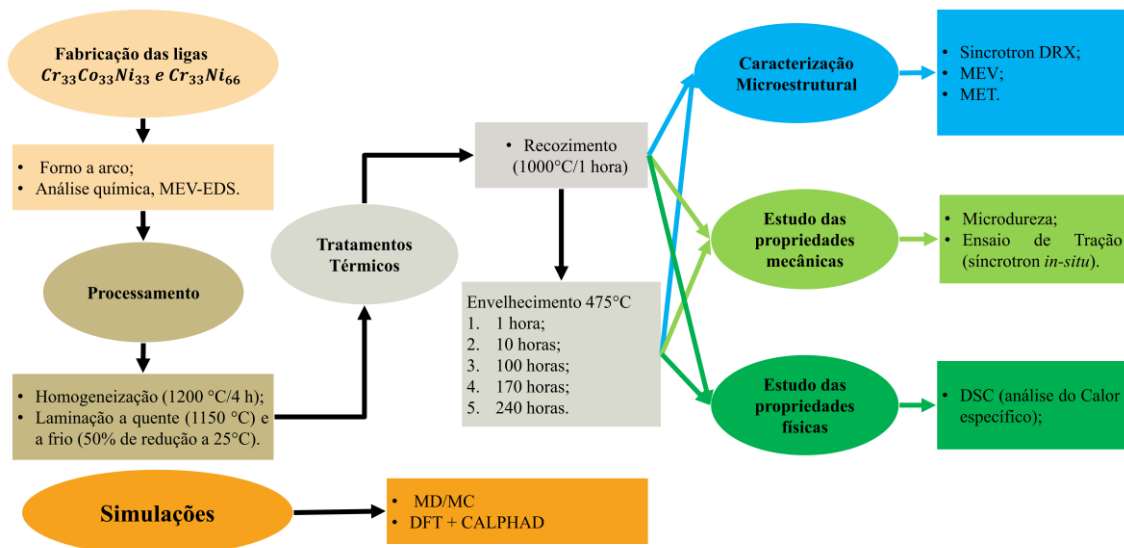 Fabricação das ligas
Cr33Co33Ni33 e Cr33Ni66
• Forno a arco;
• Análise química, MEV-EDS.
Processamento
• Homogeneização (1200 °C/4 h);
• Laminação a quente (1150 °C) e
a frio (50% de redução a 25°C).
Tratamentos
Térmicos
• Recozimento
(1000°C/1 hora)
Envelhecimento 475°C
1. 1 hora;
2. 10 horas;
3. 100 horas;
4. 170 horas;
5. 240 horas.
Caracterização
Microestrutural
• Sincrotron DRX;
• MEV;
• MET.
Estudo das
propriedades
mecânicas
• Microdureza;
• Ensaio de Tração
(síncrotron in-situ).
Estudo das
propriedades
físicas
• DSC (análise do Calor
específico);
Simulações
• MD/MC
• DFT + CALPHAD